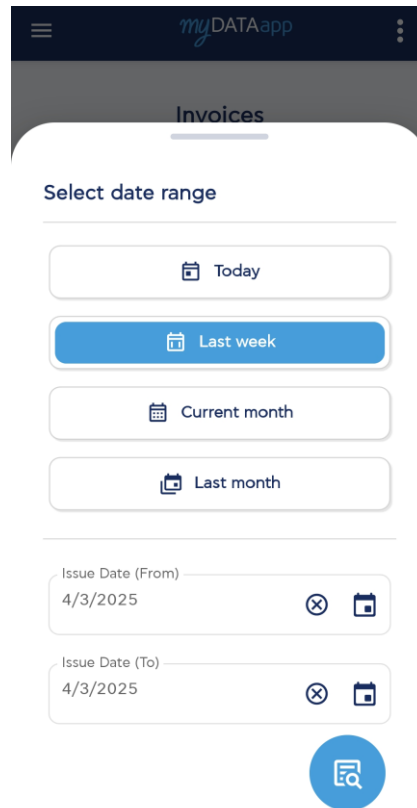 myDATAapp
Invoices
Select date range
Today
Last week
Current month
Last month
Issue Date (From)
4/3/2025
Issue Date (To)
4/3/2025